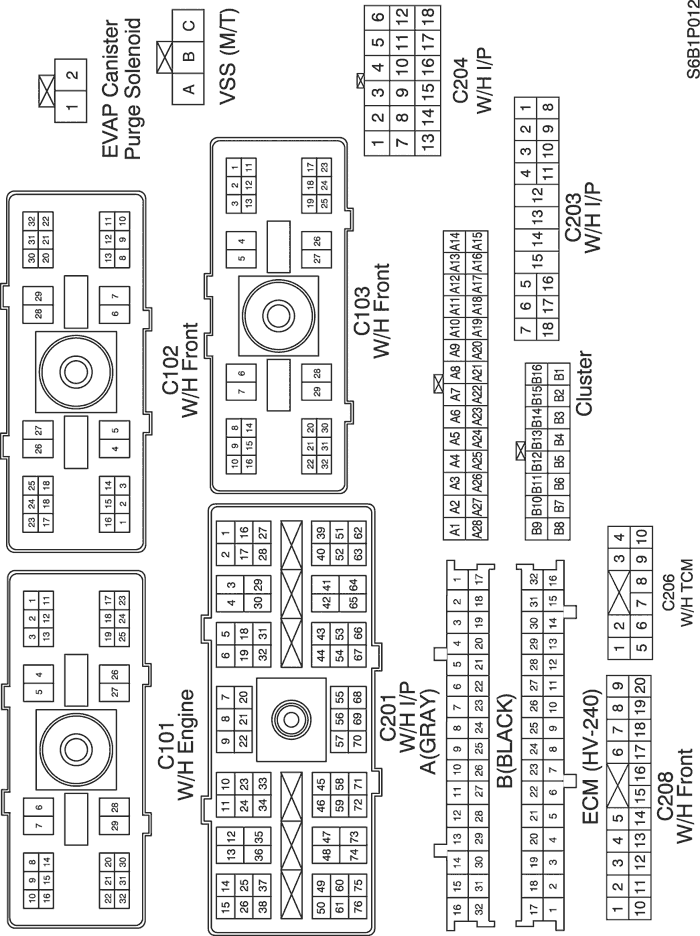 10 9 8 7 6 5 4 3 2 1
16 15 14 13 12 11
22 21 20 29 28 27 26 19 18 17
32 31 30 25 24 23
C101
W/H Engine
23 24 25 26 27 28 29 30 31 32
17 18 18 20 21 22
16 15 14 4 5 6 7 13 12 11
1 2 3 8 9 10
C102
W/H Front
1 2
EVAP Canister
Purge Solenoid
A B C
VSS (M/T)
15 14 13 12 11 10 9 8 7 6 5 4 3 2 1
26 25 24 23 22 21 20 19 18 17 16
38 37 36 35 34 33 32 31 30 29 28 27
50 49 48 47 46 45 57 56 55 44 43 42 41 40 39
61 60 59 58 70 69 68 54 53 52 51
76 75 74 73 72 71 67 66 65 64 63 62
C201
W/H I/P
10 9 8 7 6 5 4 3 2 1
16 15 14 13 12 11
22 21 20 29 28 27 26 19 18 17
32 31 30 25 24 23
C103
W/H Front
1 2 3 4 5 6
7 8 9 10 11 12
13 14 15 16 17 18
C204
W/H I/P
A(GRAY)
16 15 14 13 12 11 10 9 8 7 6 5 4 3 2 1
32 31 30 29 28 27 26 25 24 23 22 21 20 19 18 17
B(BLACK)
17 18 19 20 21 22 23 24 25 26 27 28 29 30 31 32
1 2 3 4 5 6 7 8 9 10 11 12 13 14 15 16
ECM (HV-240)
A1 A2 A3 A4 A5 A6 A7 A8 A9 A10 A11 A12 A13 A14
A28 A27 A26 A25 A24 A23 A22 A21 A20 A19 A18 A17 A16 A15
B9 B10 B11 B12 B13 B14 B15 B16
B8 B7 B6 B5 B4 B3 B2 B1
Cluster
7 6 5 4 3 2 1
18 17 16 15 14 13 12 11 10 9 8
C203
W/H I/P
1 2 3 4 5 6 7 8 9
10 11 12 13 14 15 16 17 18 19 20
C208
W/H Front
1 2 3 4
5 6 7 8 9 10
C206
W/H TCM
S6B1P012